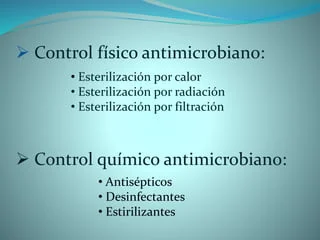 ➢ Control físico antimicrobiano:
• Esterilización por calor
• Esterilización por radiación
• Esterilización por filtración
➢ Control químico antimicrobiano:
• Antisépticos
• Desinfectantes
• Estirilizantes